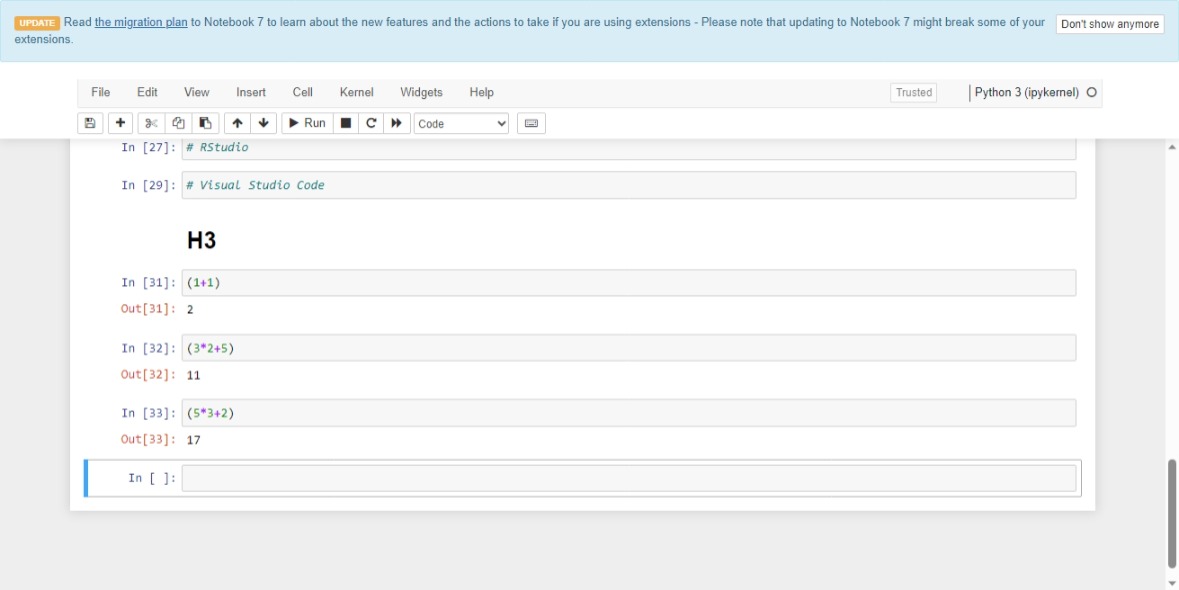 UPDATE Read the migration plan to Notebook 7 to learn about the new features and the actions to take if you are using extensions - Please note that updating to Notebook 7 might break some of your
extensions.
Don't show anymore
File Edit View Insert Cell Kernel Widgets Help Trusted Python 3 (ipykernel)
Run Code
In [27]: # RStudio
In [29]: # Visual Studio Code
H3
In [31]: (1+1)
Out[31]: 2
In [32]: (3*2+5)
Out[32]: 11
In [33]: (5*3+2)
Out[33]: 17
In [ ]: